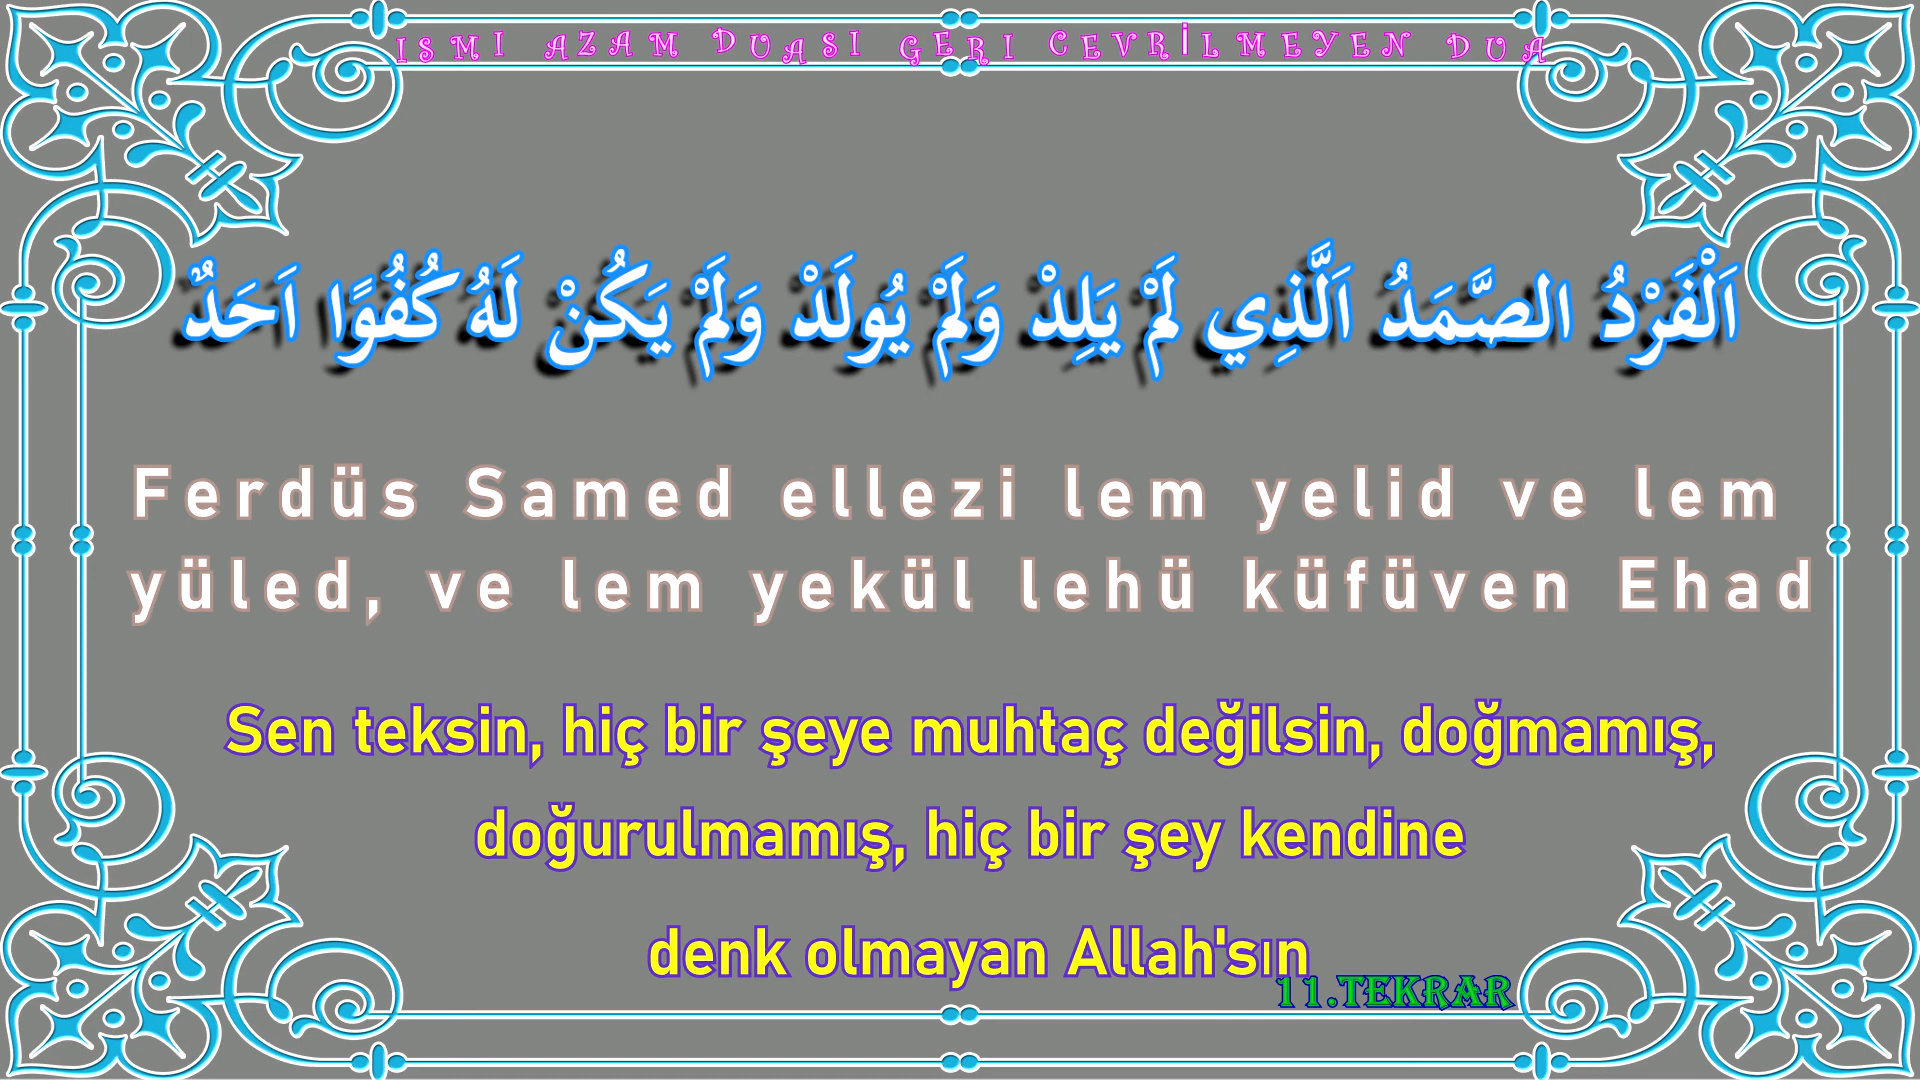 ISMI AZAM DUASI GERI CEVRİLMEYEN DUA
اَلْفَرْدُ الصَّمَدُ اَلَّذِي لَمْ يَلِدْ وَلَمْ يُولَدْ وَلَمْ يَكُنْ لَهُ كُفُوًا اَحَدٌ
Ferdüs Samed ellezi lem yelid ve lem
yüled, ve lem yekül lehü küfüven Ehad
Sen teksin, hiç bir şeye muhtaç değilsin, doğmamış,
doğurulmamış, hiç bir şey kendine
denk olmayan Allah'sın
11.TEKRAR